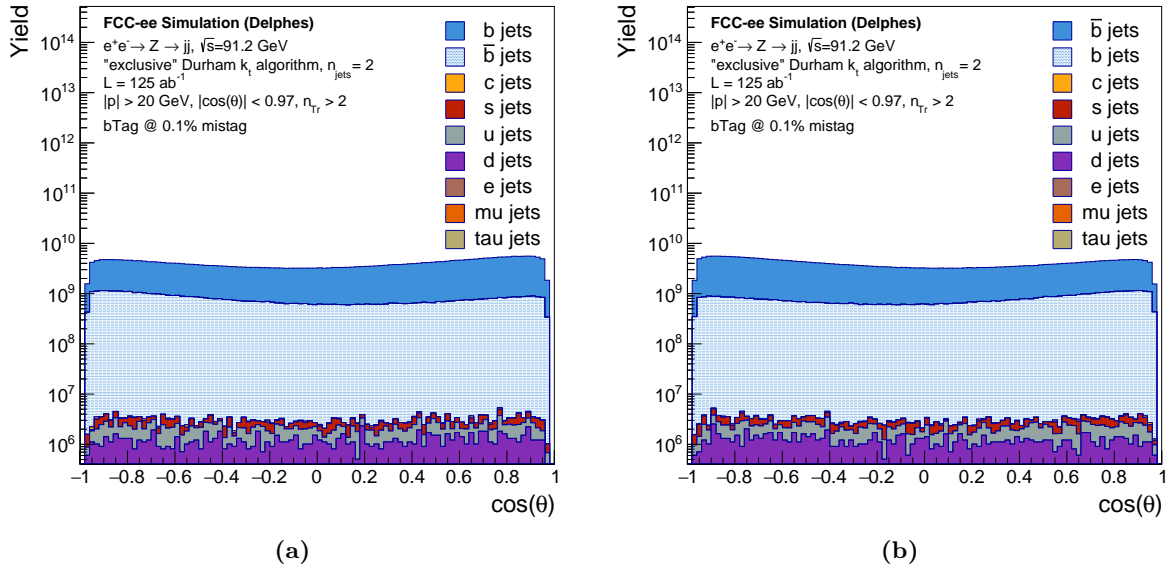 Yield
FCC-ee Simulation (Delphes)
e⁺e⁻→ Z → jj, √s=91.2 GeV
"exclusive" Durham kₜ algorithm, n_jets = 2
L = 125 ab⁻¹
|p| > 20 GeV, |cos(θ)| < 0.97, n_Tr > 2
bTag @ 0.1% mistag
b jets
b̄ jets
c jets
s jets
u jets
d jets
e jets
mu jets
tau jets
10¹⁴
10¹³
10¹²
10¹¹
10¹⁰
10⁹
10⁸
10⁷
10⁶
−1 −0.8 −0.6 −0.4 −0.2 0 0.2 0.4 0.6 0.8 1
cos(θ)
(a)
Yield
FCC-ee Simulation (Delphes)
e⁺e⁻→ Z → jj, √s=91.2 GeV
"exclusive" Durham kₜ algorithm, n_jets = 2
L = 125 ab⁻¹
|p| > 20 GeV, |cos(θ)| < 0.97, n_Tr > 2
bTag @ 0.1% mistag
b̄ jets
b jets
c jets
s jets
u jets
d jets
e jets
mu jets
tau jets
10¹⁴
10¹³
10¹²
10¹¹
10¹⁰
10⁹
10⁸
10⁷
10⁶
−1 −0.8 −0.6 −0.4 −0.2 0 0.2 0.4 0.6 0.8 1
cos(θ)
(b)